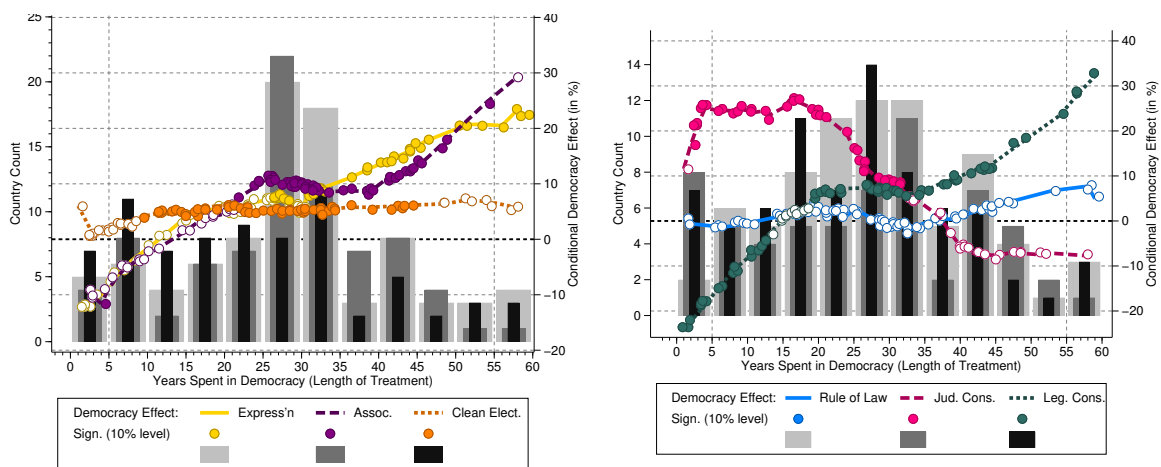 25
20
15
10
5
0
Country Count
40
30
20
10
0
−10
−20
Conditional Democracy Effect (in %)
0 5 10 15 20 25 30 35 40 45 50 55 60
Years Spent in Democracy (Length of Treatment)
Democracy Effect: Express'n Assoc. Clean Elect.
Sign. (10% level)
14
12
10
8
6
4
2
0
Country Count
40
30
20
10
0
−10
−20
Conditional Democracy Effect (in %)
0 5 10 15 20 25 30 35 40 45 50 55 60
Years Spent in Democracy (Length of Treatment)
Democracy Effect: Rule of Law Jud. Cons. Leg. Cons.
Sign. (10% level)